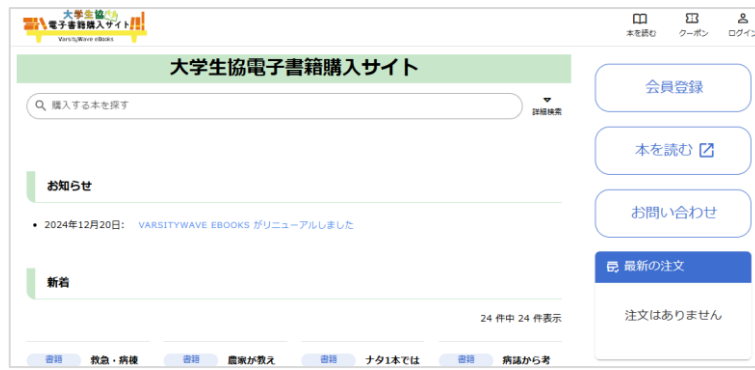 大学生協の
電子書籍購入サイト!!!
VarsityWave eBooks
本を読む
クーポン
ログイン
大学生協電子書籍購入サイト
購入する本を探す
詳細検索
お知らせ
2024年12月20日: VARSITYWAVE EBOOKS がリニューアルしました
新着
24 件中 24 件表示
書籍 救急・病棟
書籍 農家が教え
書籍 ナタ1本では
書籍 病誌から考
会員登録
本を読む
お問い合わせ
最新の注文
注文はありません